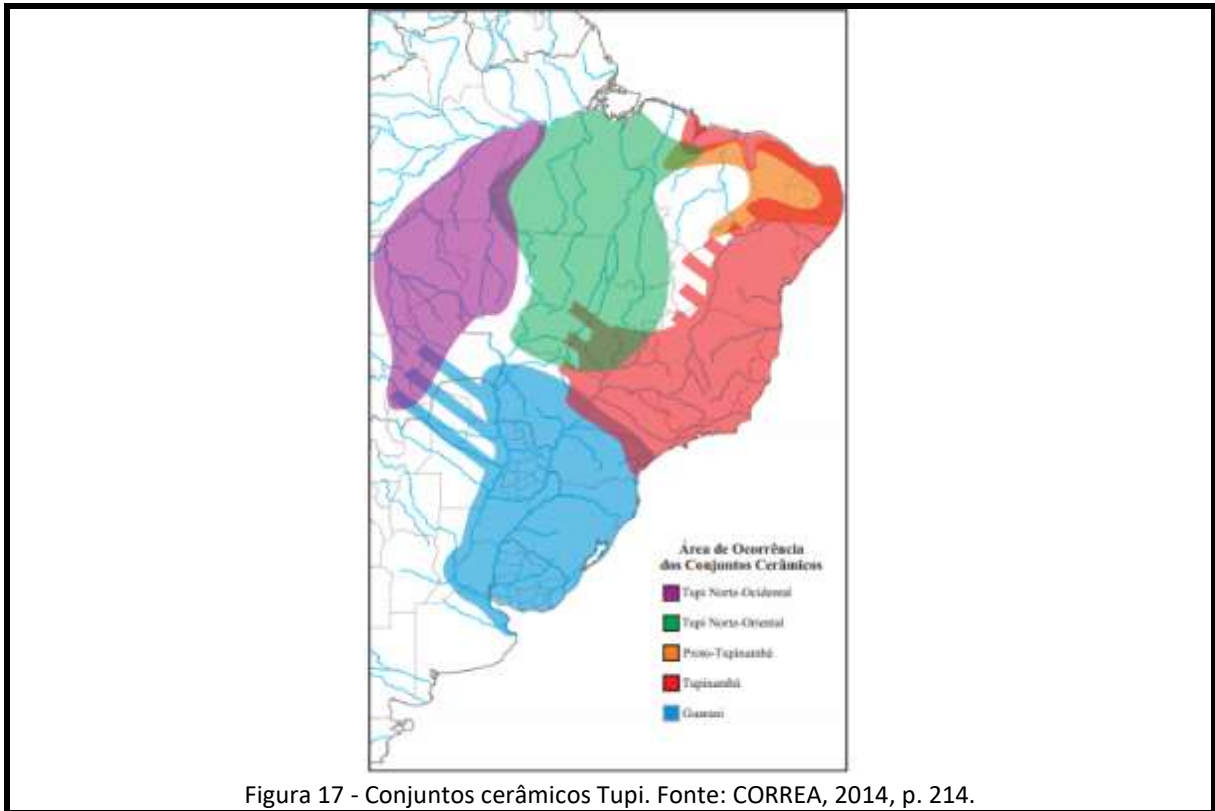 Área de Ocorrência
dos Conjuntos Cerâmicos
Tupi Norte-Ocidental
Tupi Norte-Oriental
Proto-Tupinambá
Tupinambá
Guarani
Figura 17 - Conjuntos cerâmicos Tupi. Fonte: CORREA, 2014, p. 214.